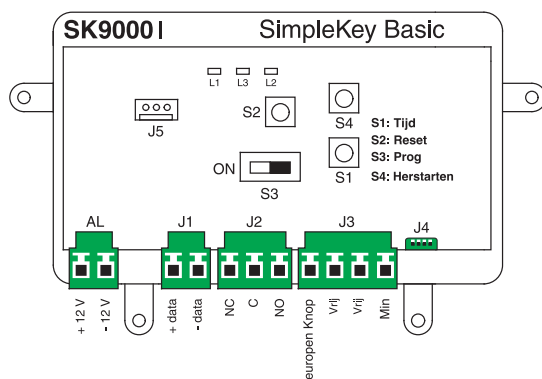 SK9000I SimpleKey Basic
L1 L3 L2
J5
S2
S4
S1
ON
S3
S1: Tijd
S2: Reset
S3: Prog
S4: Herstarten
AL J1 J2 J3 J4
+ 12 V
- 12 V
+ data
- data
NC
C
NO
europen Knop
Vrij
Vrij
Min